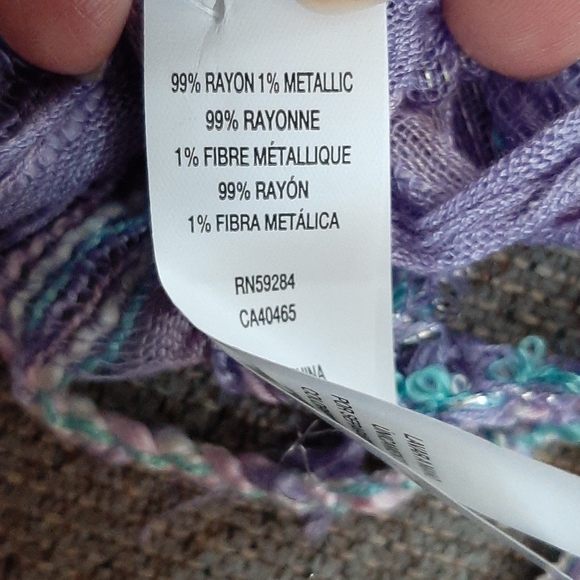 99% RAYON 1% METALLIC
99% RAYONNE
1% FIBRE MÉTALLIQUE
99% RAYÓN
1% FIBRA METÁLICA
RN59284
CA40465